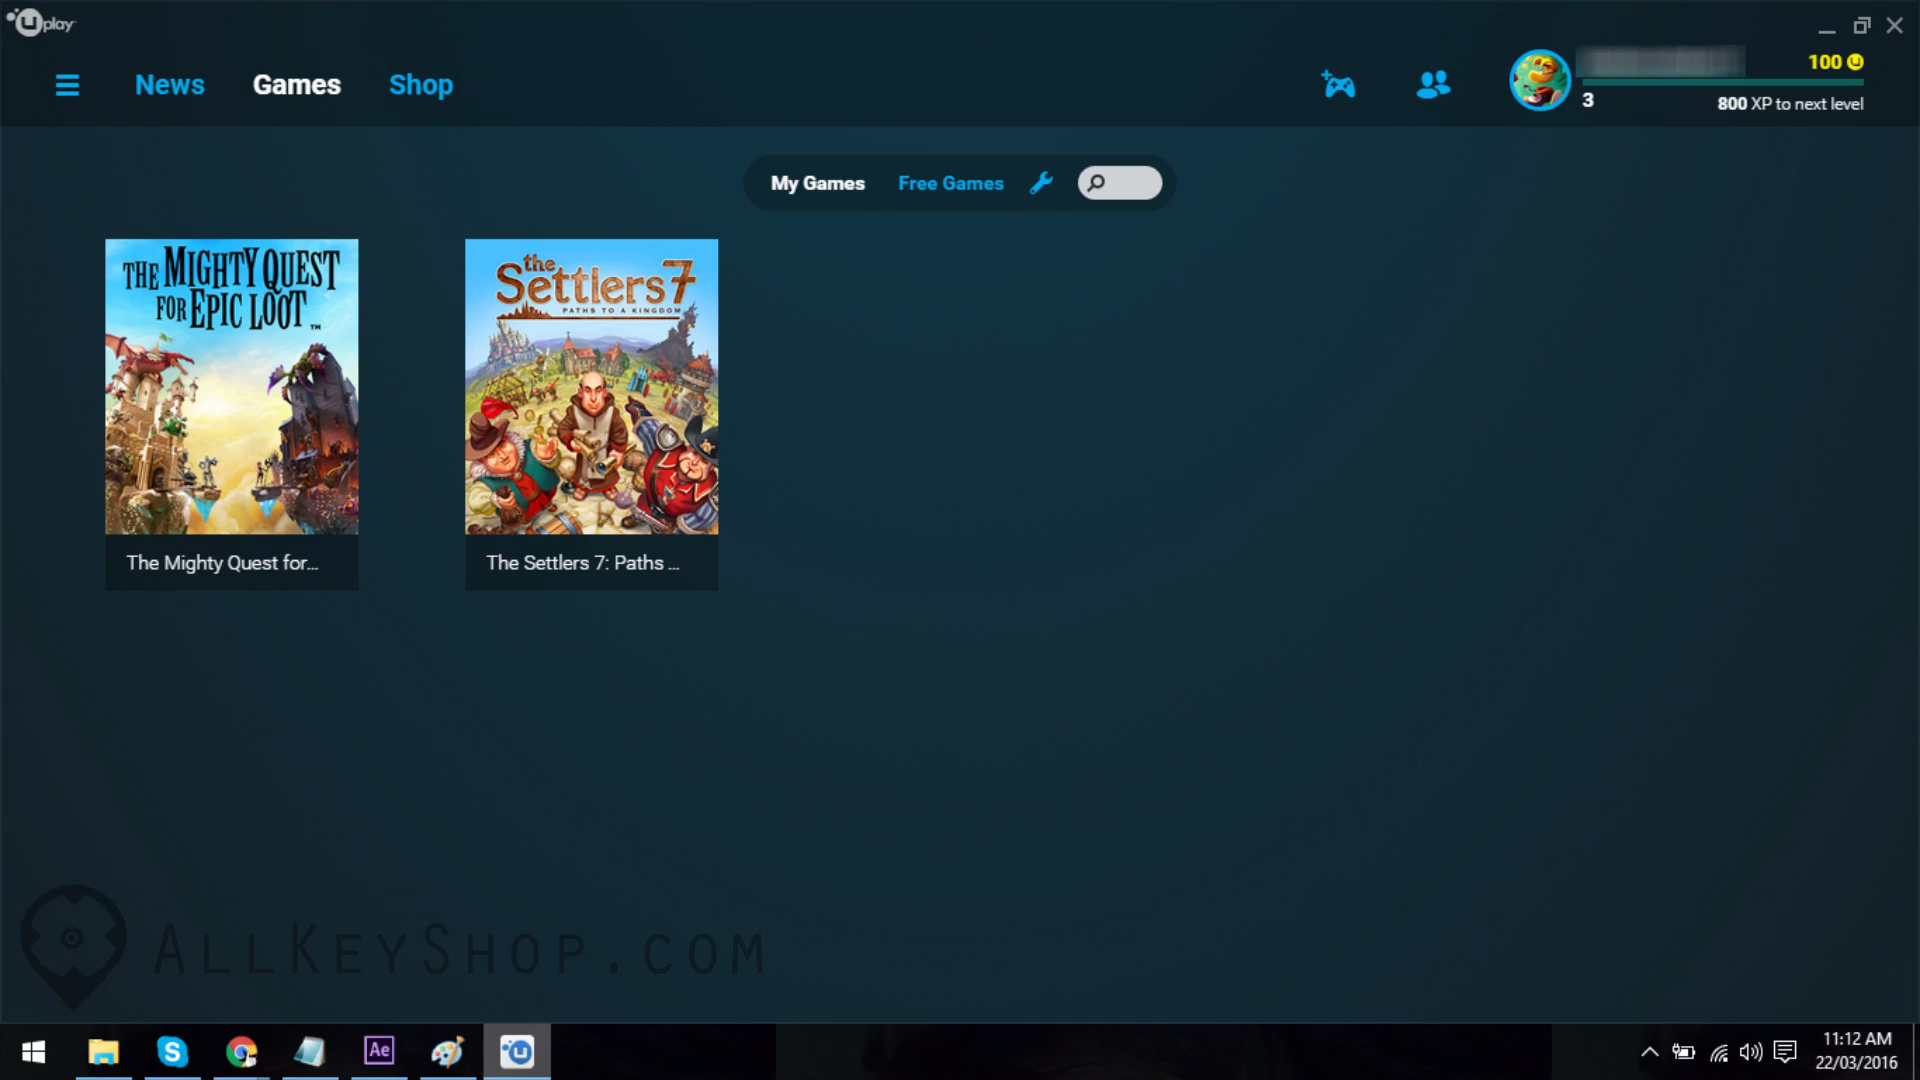 Uplay
News Games Shop
100
3
800 XP to next level
My Games Free Games
THE MIGHTY QUEST
FOR EPIC LOOT ™
the
Settlers 7
PATHS TO A KINGDOM
The Mighty Quest for...
The Settlers 7: Paths ...
ALLKEYSHOP.COM
S
Ae
11:12 AM
22/03/2016